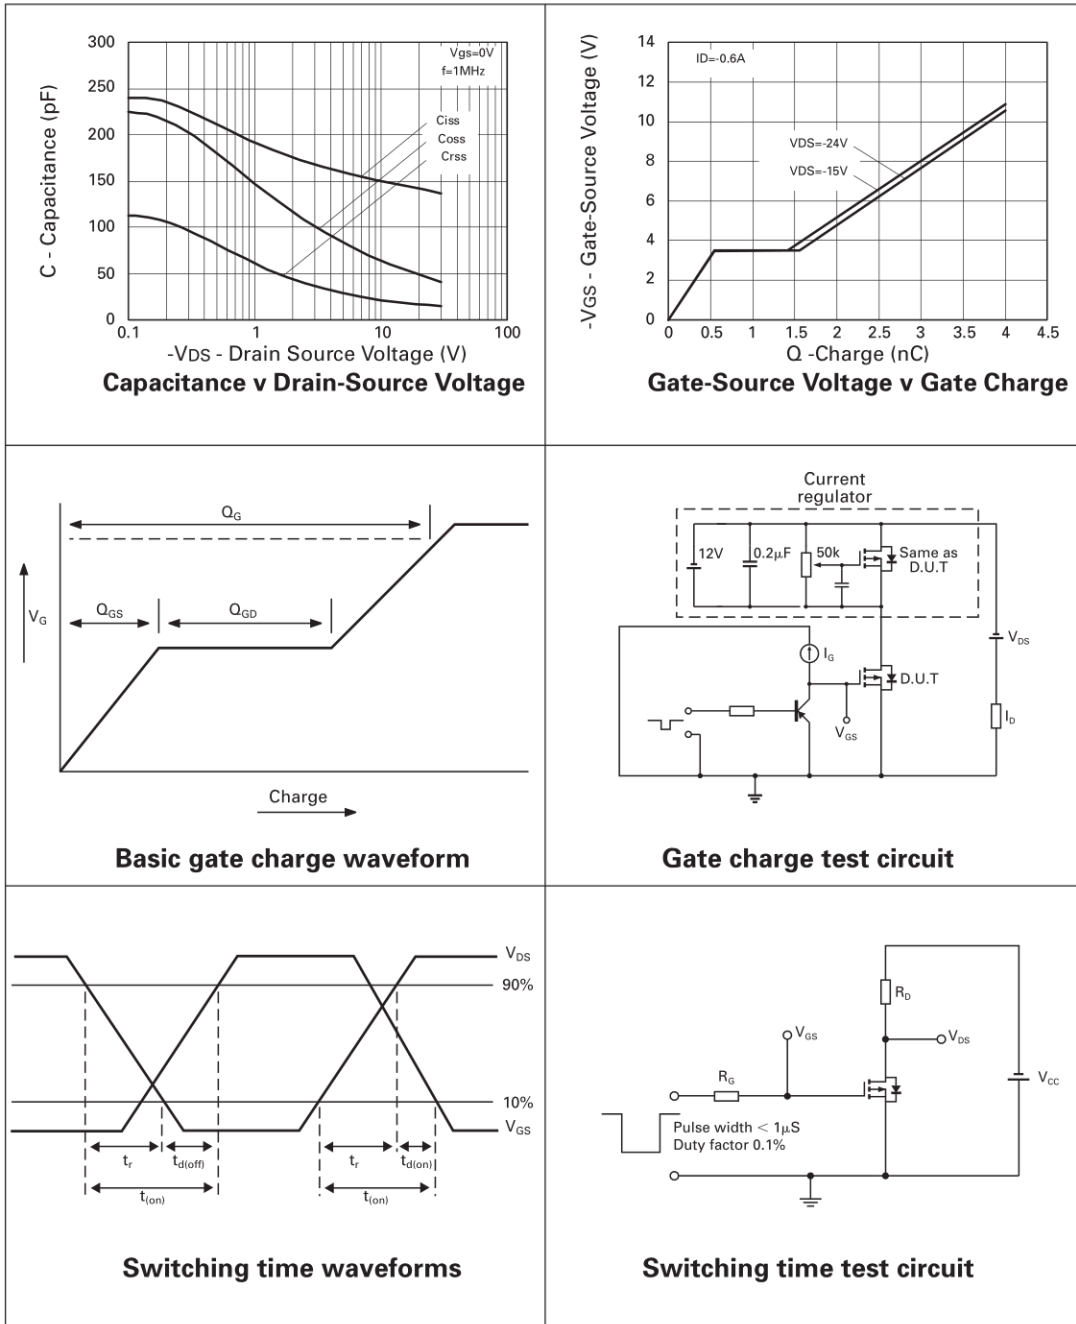 300
250
200
150
100
50
0
0.1
1
10
100
C - Capacitance (pF)
Vgs=0V
f=1MHz
Ciss
Coss
Crss
-VDS - Drain Source Voltage (V)
Capacitance v Drain-Source Voltage
14
12
10
8
6
4
2
0
0
0.5
1
1.5
2
2.5
3
3.5
4
4.5
-VGS - Gate-Source Voltage (V)
ID=-0.6A
VDS=-24V
VDS=-15V
Q -Charge (nC)
Gate-Source Voltage v Gate Charge
QG
QGS
QGD
VG
Charge
Basic gate charge waveform
Current
regulator
12V
0.2μF
50k
Same as
D.U.T
IG
VDS
D.U.T
VGS
ID
Gate charge test circuit
VDS
90%
10%
VGS
tr
td(off)
tr
td(on)
t(on)
t(on)
Switching time waveforms
RD
VGS
VDS
RG
VCC
Pulse width < 1μS
Duty factor 0.1%
Switching time test circuit